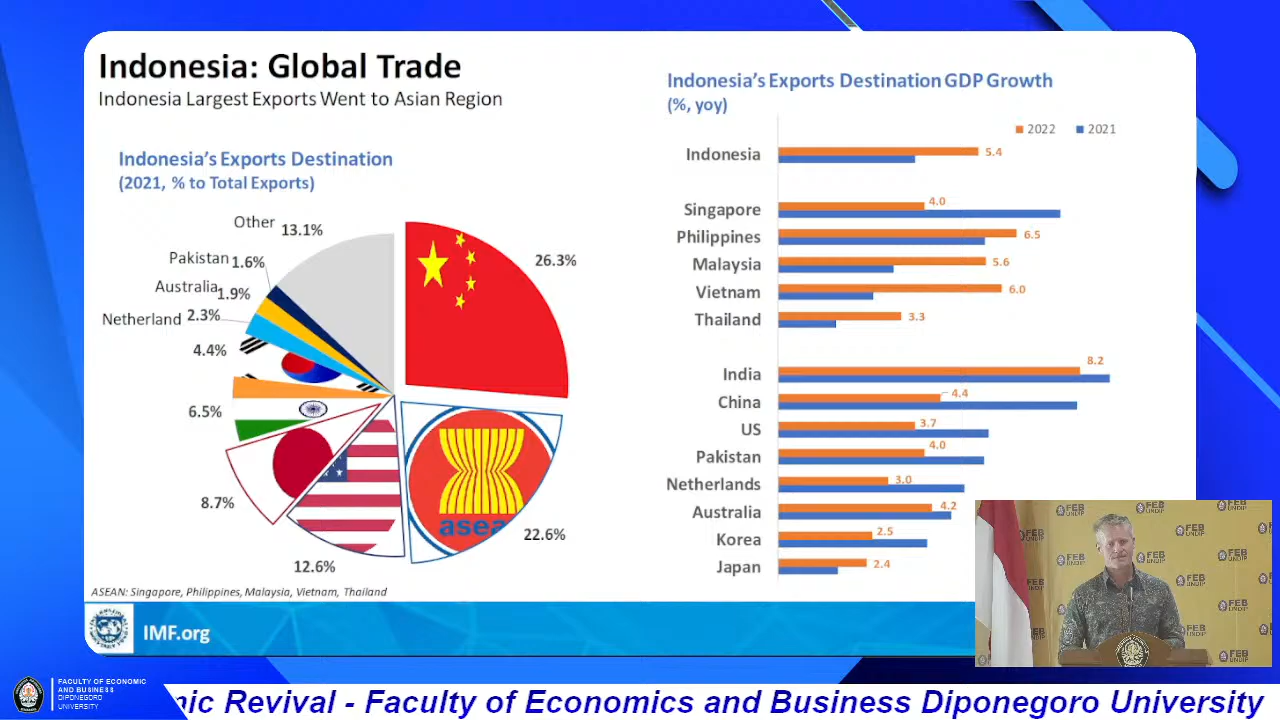 Indonesia: Global Trade
Indonesia Largest Exports Went to Asian Region
Indonesia's Exports Destination
(2021, % to Total Exports)
Other 13.1%
Pakistan 1.6%
Australia 1.9%
Netherland 2.3%
4.4%
6.5%
8.7%
12.6%
22.6%
26.3%
asea
ASEAN: Singapore, Philippines, Malaysia, Vietnam, Thailand
Indonesia's Exports Destination GDP Growth
(%, yoy)
2022 2021
Indonesia 5.4
Singapore 4.0
Philippines 6.5
Malaysia 5.6
Vietnam 6.0
Thailand 3.3
India 8.2
China 4.4
US 3.7
Pakistan 4.0
Netherlands 3.0
Australia 4.2
Korea 2.5
Japan 2.4
IMF.org
FEB
UNDIP
FACULTY OF ECONOMIC
AND BUSINESS
DIPONEGORO
UNIVERSITY
ic Revival - Faculty of Economics and Business Diponegoro University